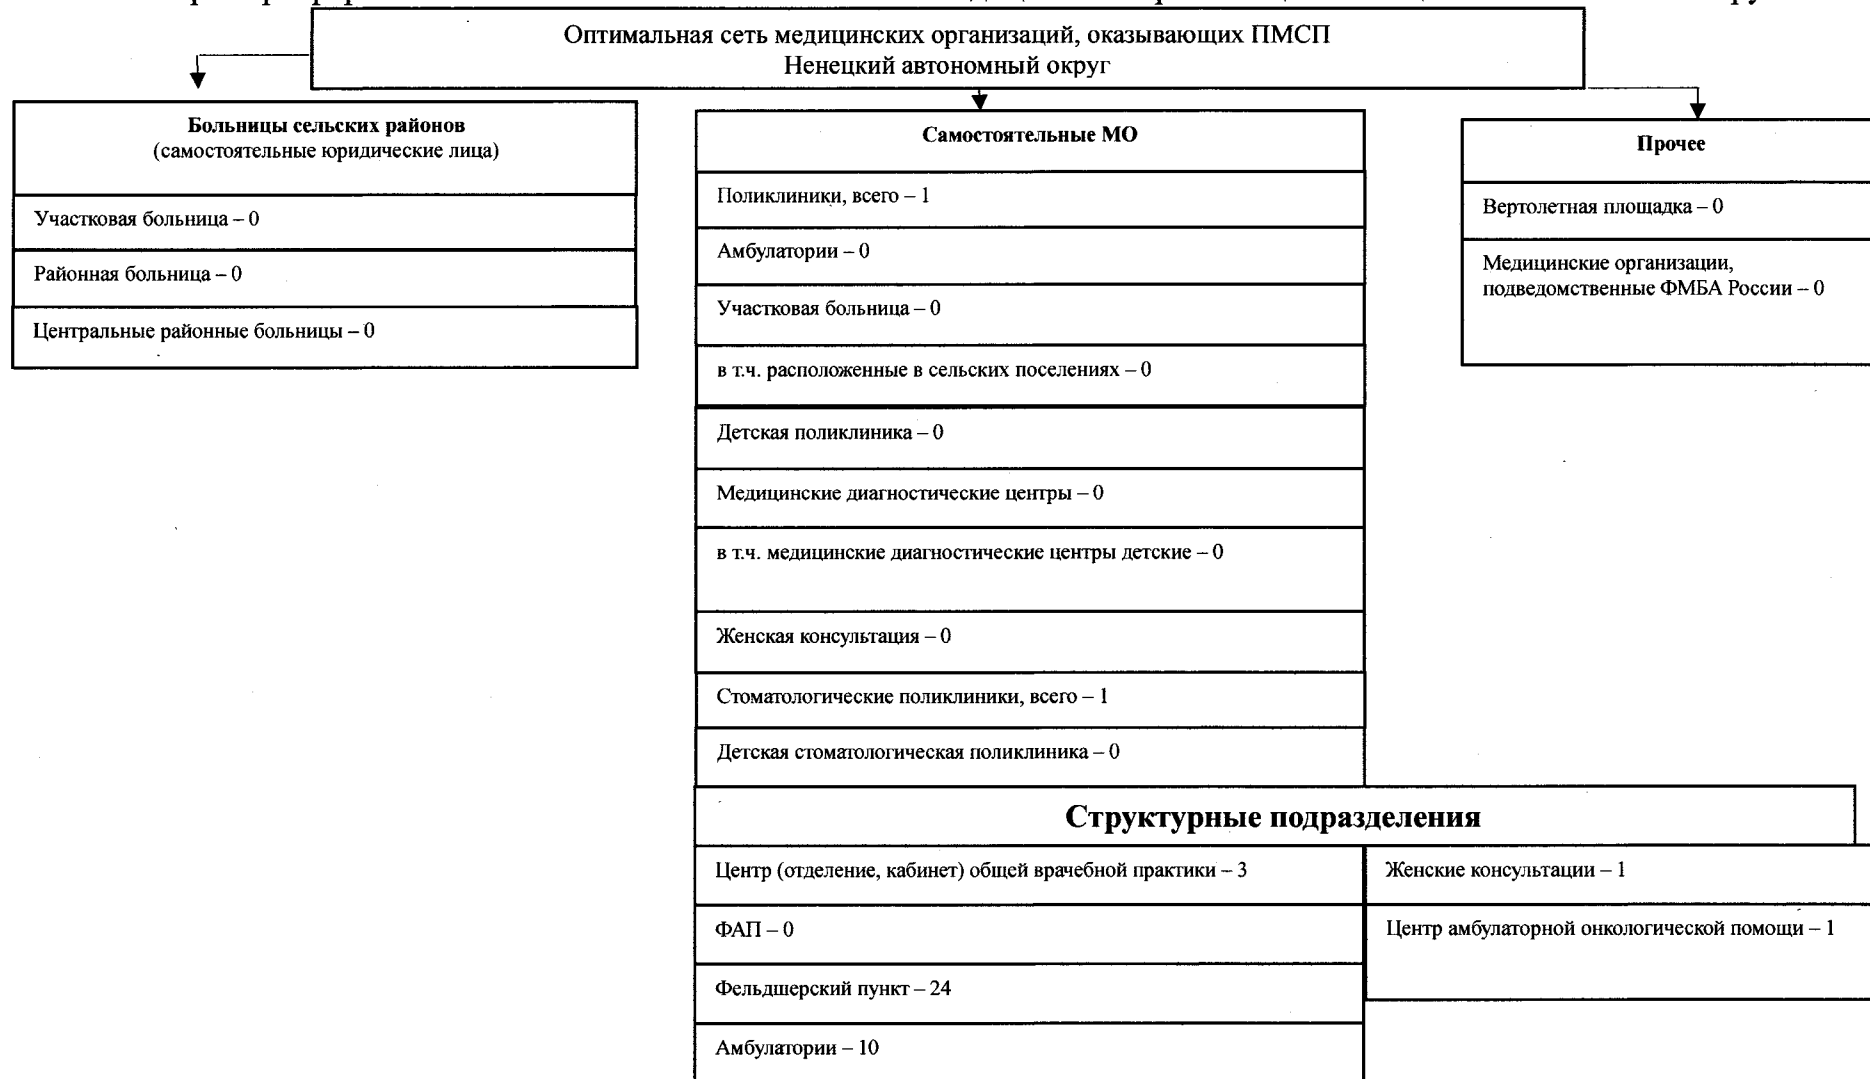 Оптимальная сеть медицинских организаций, оказывающих ПМСП
Ненецкий автономный округ
Больницы сельских районов
(самостоятельные юридические лица)
Участковая больница – 0
Районная больница – 0
Центральные районные больницы – 0
Самостоятельные МО
Поликлиники, всего – 1
Амбулатории – 0
Участковая больница – 0
в т.ч. расположенные в сельских поселениях – 0
Детская поликлиника – 0
Медицинские диагностические центры – 0
в т.ч. медицинские диагностические центры детские – 0
Женская консультация – 0
Стоматологические поликлиники, всего – 1
Детская стоматологическая поликлиника – 0
Прочее
Вертолетная площадка – 0
Медицинские организации,
подведомственные ФМБА России – 0
Структурные подразделения
Центр (отделение, кабинет) общей врачебной практики – 3
ФАП – 0
Фельдшерский пункт – 24
Амбулатории – 10
Женские консультации – 1
Центр амбулаторной онкологической помощи – 1